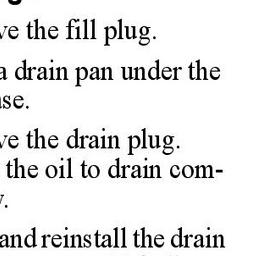 ve the fill plug.
a drain pan under the
ase.
ve the drain plug.
the oil to drain com-
y.
and reinstall the drain